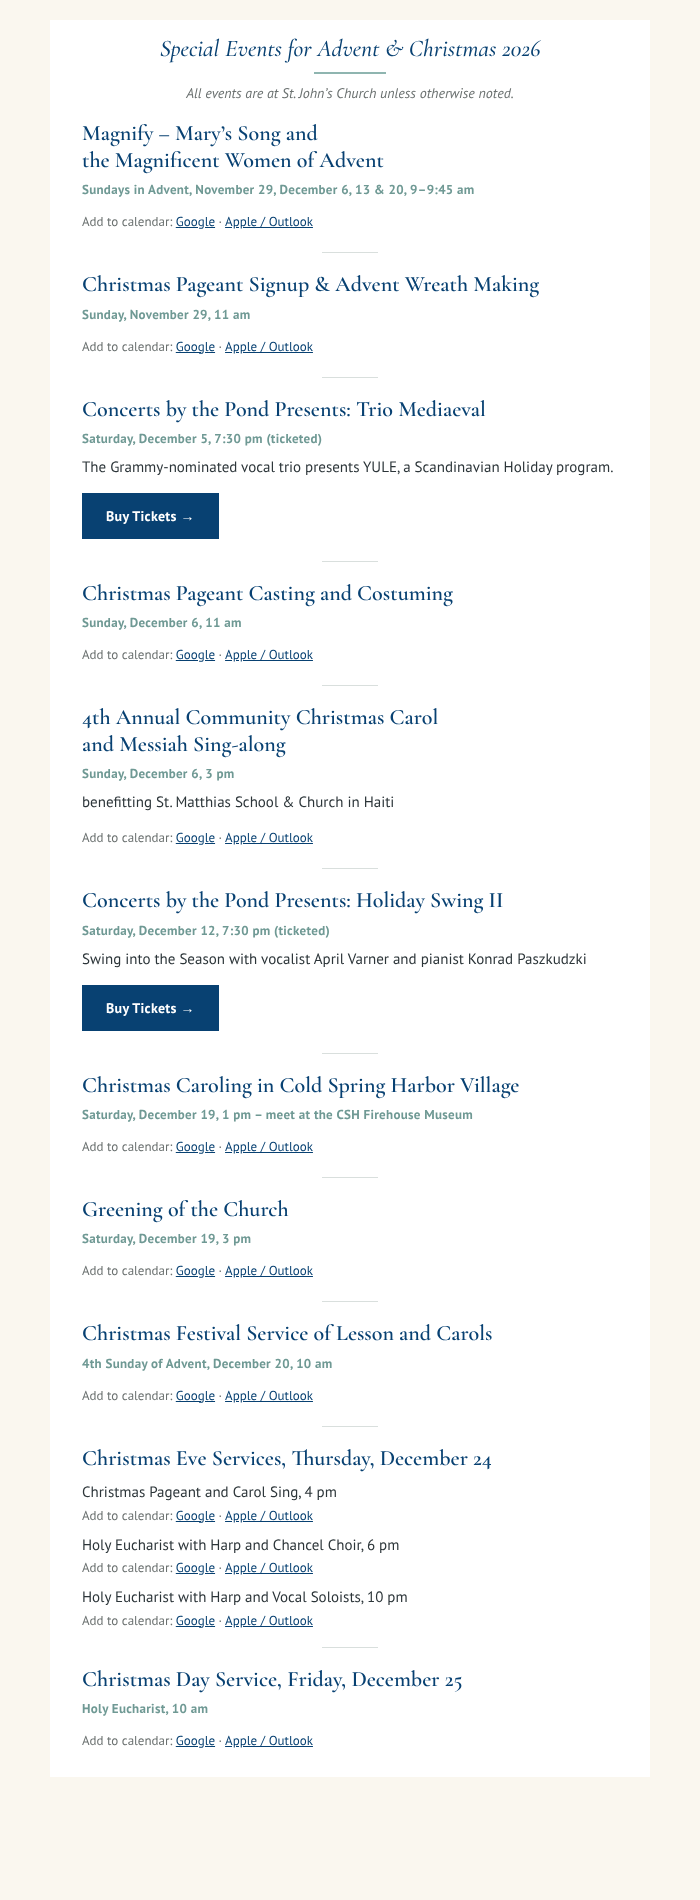 Special Events for Advent & Christmas 2026
All events are at St. John’s Church unless otherwise noted.
Magnify – Mary’s Song and
the Magnificent Women of Advent
Sundays in Advent, November 29, December 6, 13 & 20, 9–9:45 am
Add to calendar: Google · Apple / Outlook
Christmas Pageant Signup & Advent Wreath Making
Sunday, November 29, 11 am
Add to calendar: Google · Apple / Outlook
Concerts by the Pond Presents: Trio Mediaeval
Saturday, December 5, 7:30 pm (ticketed)
The Grammy-nominated vocal trio presents YULE, a Scandinavian Holiday program.
Buy Tickets →
Christmas Pageant Casting and Costuming
Sunday, December 6, 11 am
Add to calendar: Google · Apple / Outlook
4th Annual Community Christmas Carol
and Messiah Sing-along
Sunday, December 6, 3 pm
benefitting St. Matthias School & Church in Haiti
Add to calendar: Google · Apple / Outlook
Concerts by the Pond Presents: Holiday Swing II
Saturday, December 12, 7:30 pm (ticketed)
Swing into the Season with vocalist April Varner and pianist Konrad Paszkudzki
Buy Tickets →
Christmas Caroling in Cold Spring Harbor Village
Saturday, December 19, 1 pm – meet at the CSH Firehouse Museum
Add to calendar: Google · Apple / Outlook
Greening of the Church
Saturday, December 19, 3 pm
Add to calendar: Google · Apple / Outlook
Christmas Festival Service of Lesson and Carols
4th Sunday of Advent, December 20, 10 am
Add to calendar: Google · Apple / Outlook
Christmas Eve Services, Thursday, December 24
Christmas Pageant and Carol Sing, 4 pm
Add to calendar: Google · Apple / Outlook
Holy Eucharist with Harp and Chancel Choir, 6 pm
Add to calendar: Google · Apple / Outlook
Holy Eucharist with Harp and Vocal Soloists, 10 pm
Add to calendar: Google · Apple / Outlook
Christmas Day Service, Friday, December 25
Holy Eucharist, 10 am
Add to calendar: Google · Apple / Outlook